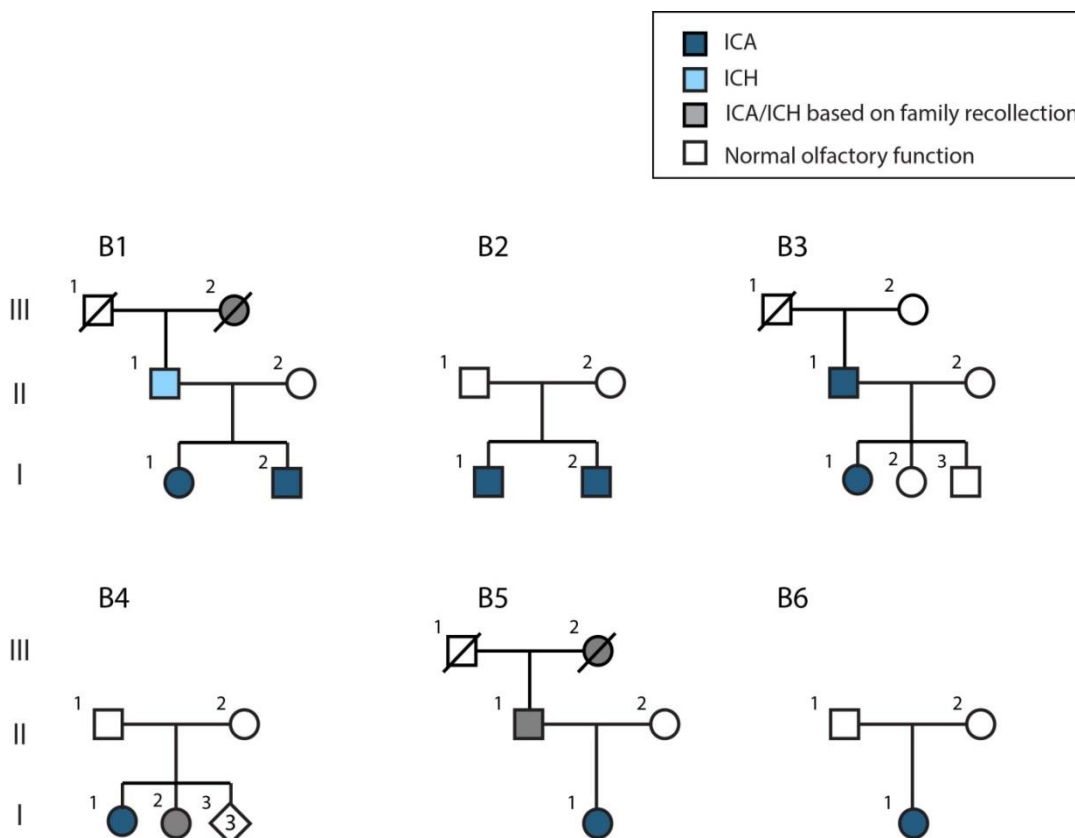 ICA
ICH
ICA/ICH based on family recollection
Normal olfactory function
B1 B2 B3
III 1 2 1 2
II 1 2 1 2 1 2
I 1 2 1 2 1 2 3
B4 B5 B6
III 1 2
II 1 2 1 2 1 2
I 1 2 3 3 1 1